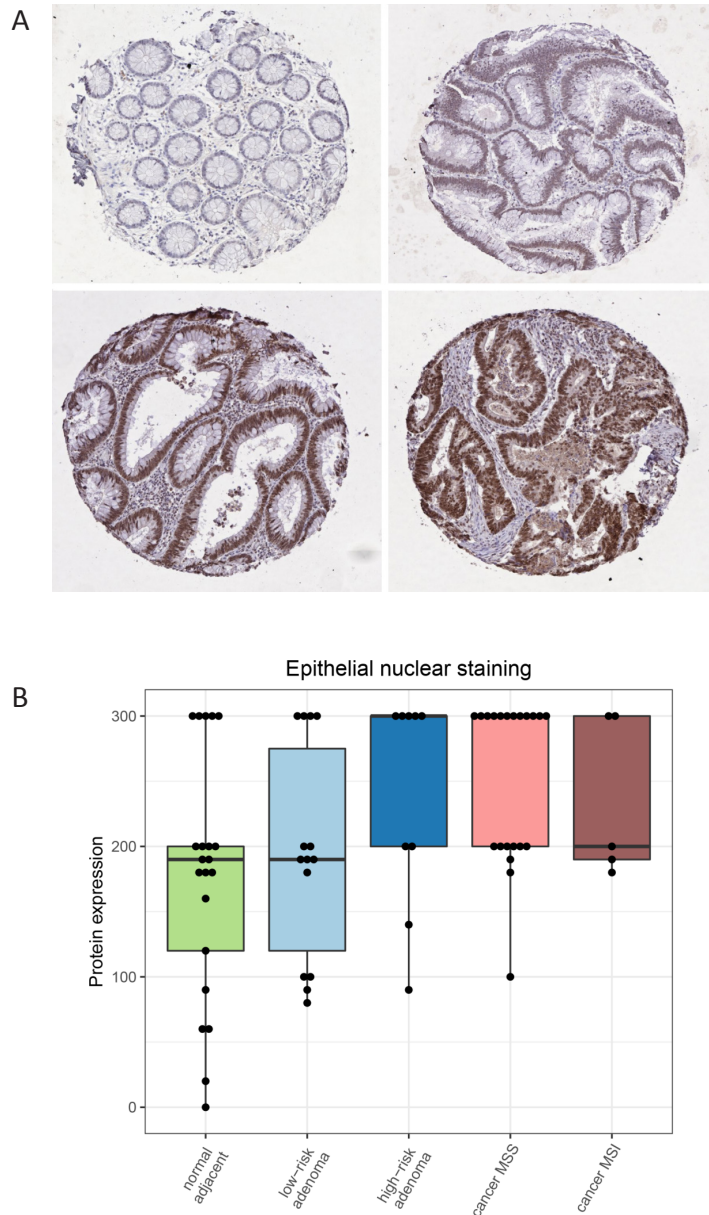 A
B
Epithelial nuclear staining
Protein expression
300
200
100
0
normal
adjacent
low-risk
adenoma
high-risk
adenoma
cancer MSS
cancer MSI